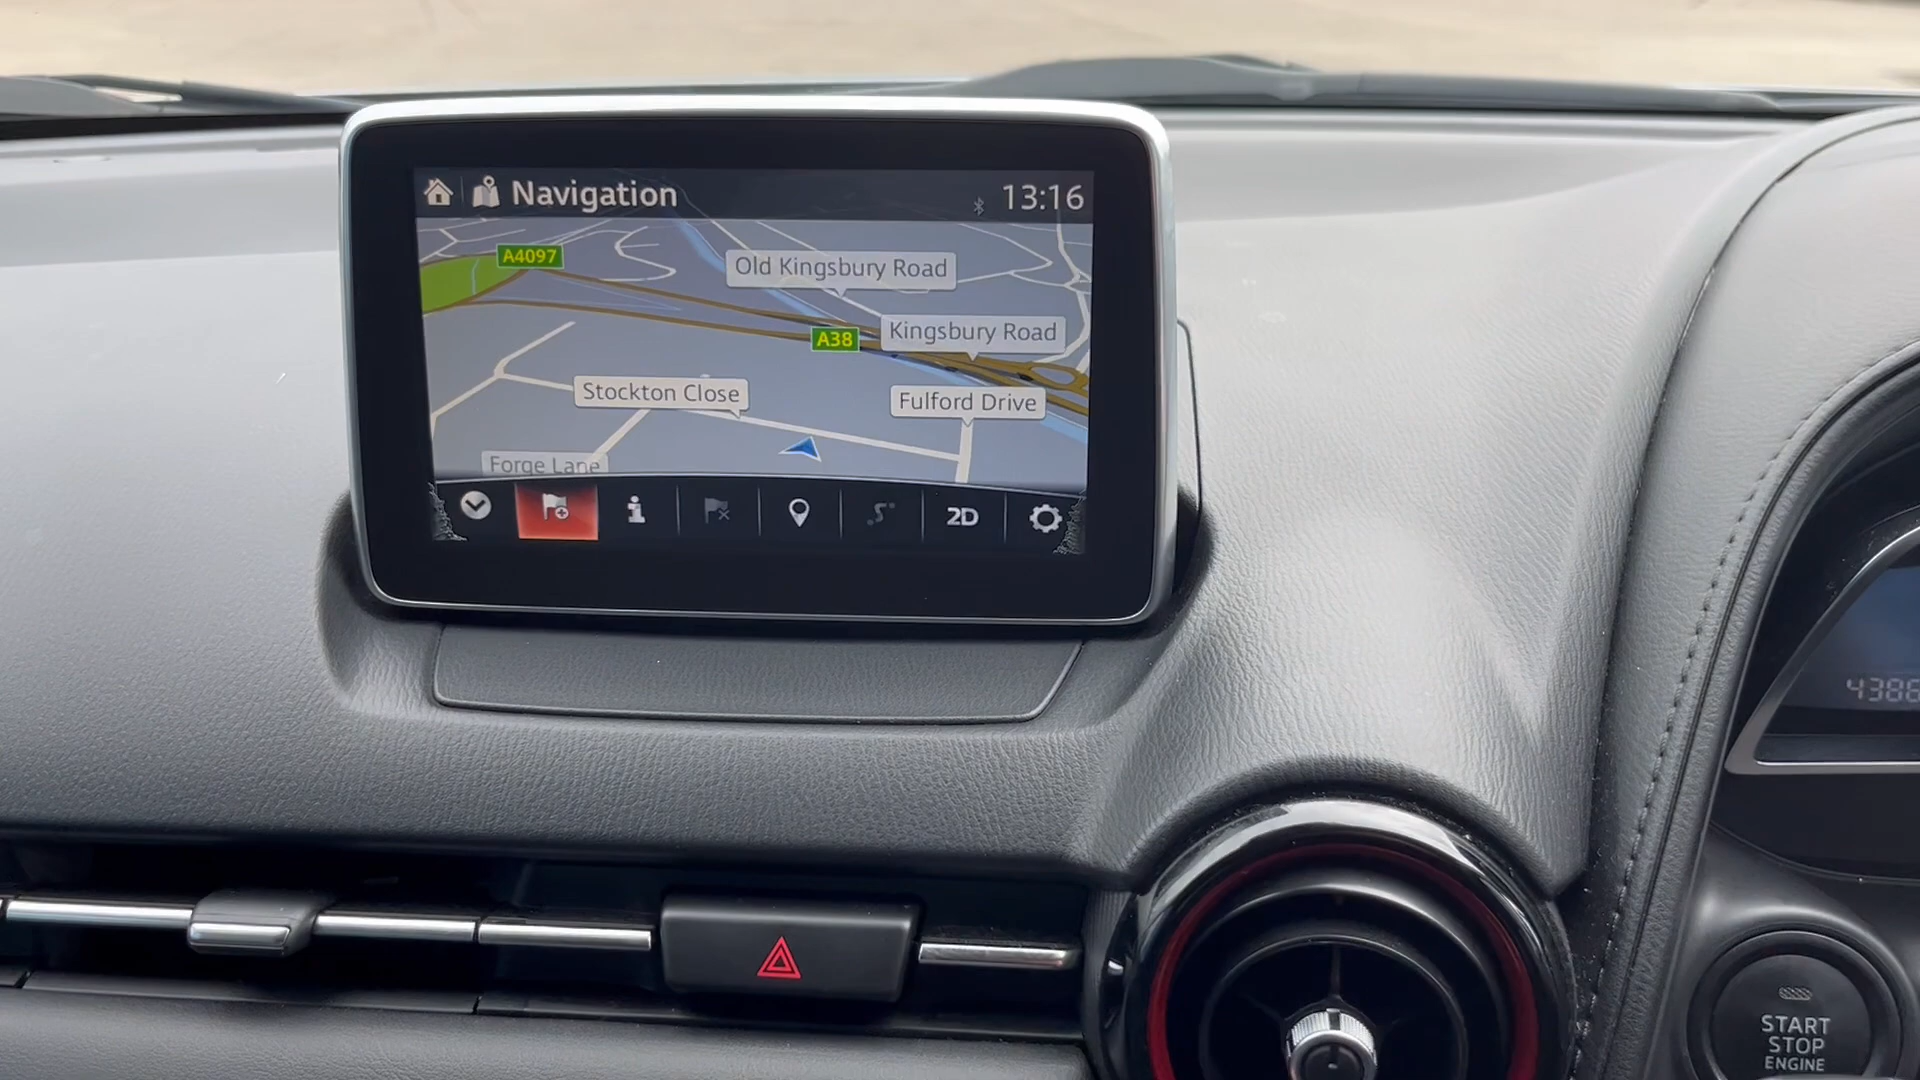 Navigation
13:16
A4097
Old Kingsbury Road
A38
Kingsbury Road
Stockton Close
Fulford Drive
Forge Lane
2D
START
STOP
ENGINE